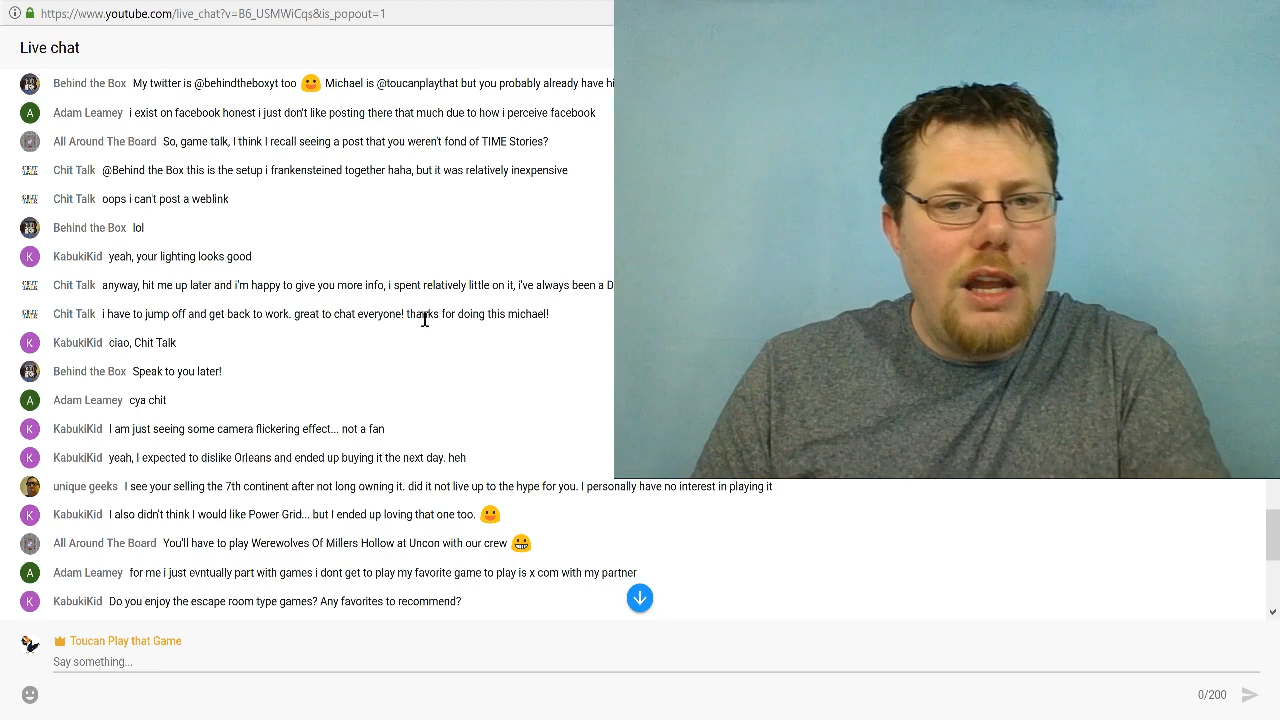 https://www.youtube.com/live_chat?v=B6_USMWiCqs&is_popout=1
Live chat
Behind the Box My twitter is @behindtheboxyt too Michael is @toucanplaythat but you probably already have hi
A Adam Leamey i exist on facebook honest i just don't like posting there that much due to how i perceive facebook
All Around The Board So, game talk, I think I recall seeing a post that you weren't fond of TIME Stories?
CHIT TALK Chit Talk @Behind the Box this is the setup i frankensteined together haha, but it was relatively inexpensive
CHIT TALK Chit Talk oops i can't post a weblink
Behind the Box lol
K KabukiKid yeah, your lighting looks good
CHIT TALK Chit Talk anyway, hit me up later and i'm happy to give you more info, i spent relatively little on it, i've always been a D
CHIT TALK Chit Talk i have to jump off and get back to work. great to chat everyone! thanks for doing this michael!
K KabukiKid ciao, Chit Talk
Behind the Box Speak to you later!
A Adam Leamey cya chit
K KabukiKid I am just seeing some camera flickering effect... not a fan
K KabukiKid yeah, I expected to dislike Orleans and ended up buying it the next day. heh
unique geeks I see your selling the 7th continent after not long owning it. did it not live up to the hype for you. I personally have no interest in playing it
K KabukiKid I also didn't think I would like Power Grid... but I ended up loving that one too.
All Around The Board You'll have to play Werewolves Of Millers Hollow at Uncon with our crew
A Adam Leamey for me i just evntually part with games i dont get to play my favorite game to play is x com with my partner
K KabukiKid Do you enjoy the escape room type games? Any favorites to recommend?
Toucan Play that Game
Say something...
0/200